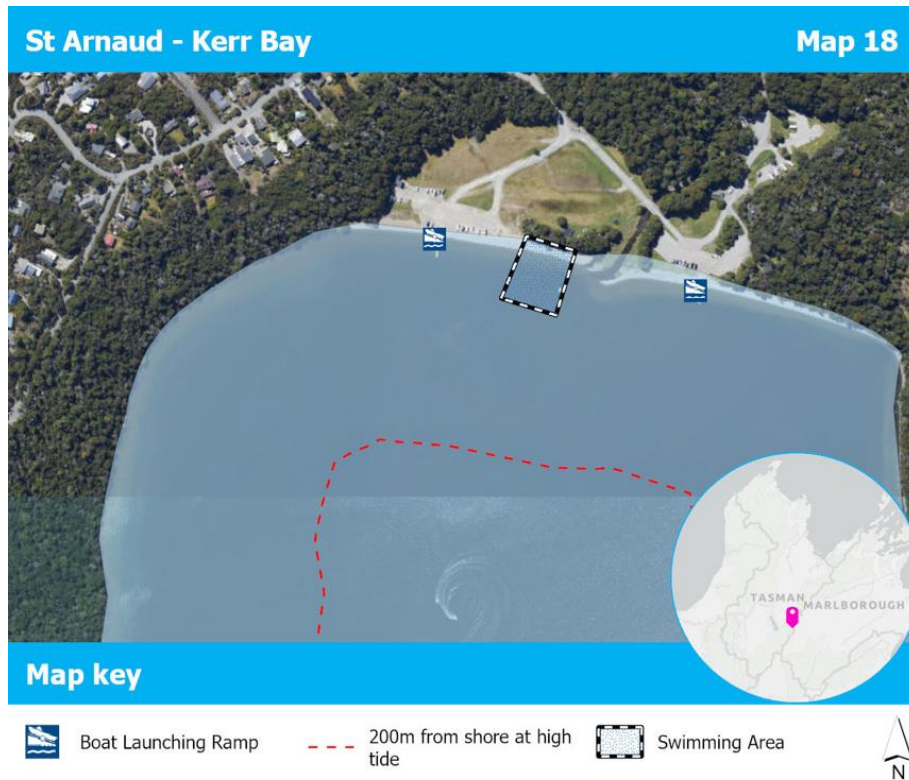 St Arnaud - Kerr Bay
Map 18
TASMAN
MARLBOROUGH
Map key
Boat Launching Ramp
200m from shore at high
tide
Swimming Area
N